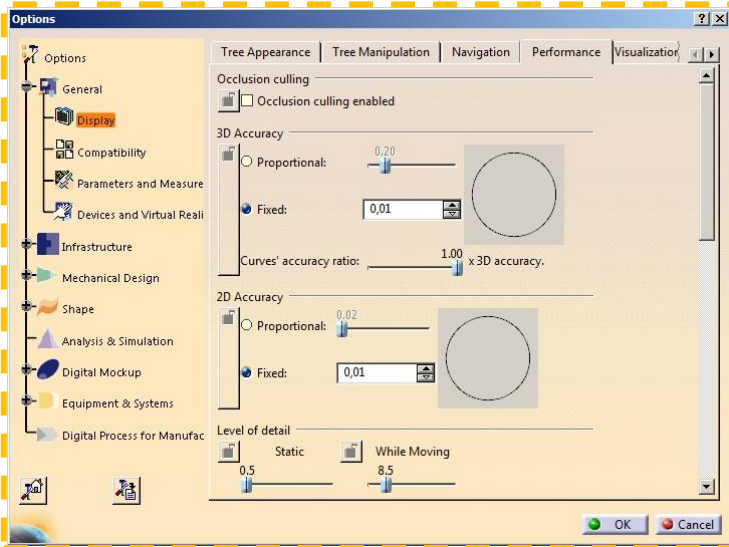 Options
Options
General
Display
Compatibility
Parameters and Measure
Devices and Virtual Reali
Infrastructure
Mechanical Design
Shape
Analysis & Simulation
Digital Mockup
Equipment & Systems
Digital Process for Manufac
Tree Appearance Tree Manipulation Navigation Performance Visualization
Occlusion culling
Occlusion culling enabled
3D Accuracy
Proportional: 0.20
Fixed: 0,01
Curves' accuracy ratio: 1.00 x 3D accuracy.
2D Accuracy
Proportional: 0.02
Fixed: 0,01
Level of detail
Static While Moving
0.5 8.5
OK Cancel